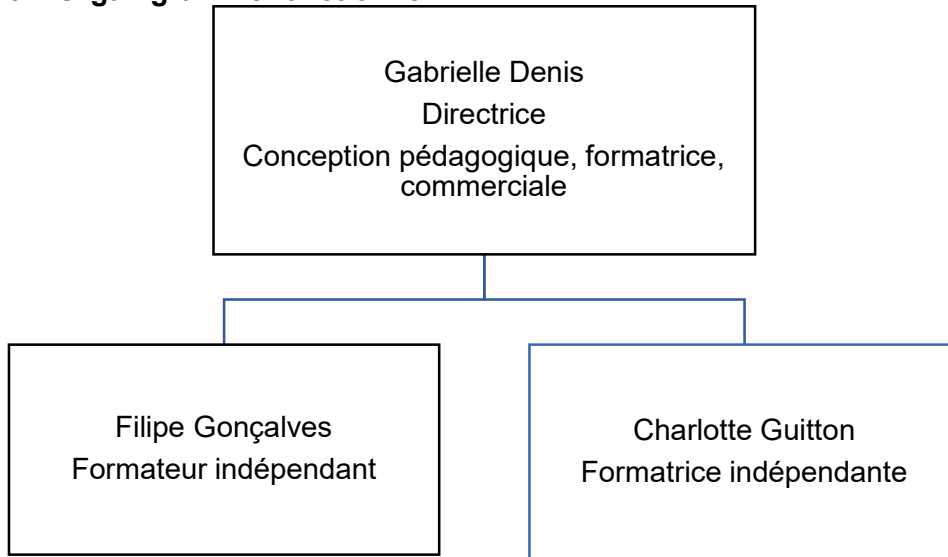 Gabrielle Denis
Directrice
Conception pédagogique, formatrice,
commerciale
Filipe Gonçalves
Formateur indépendant
Charlotte Guitton
Formatrice indépendante